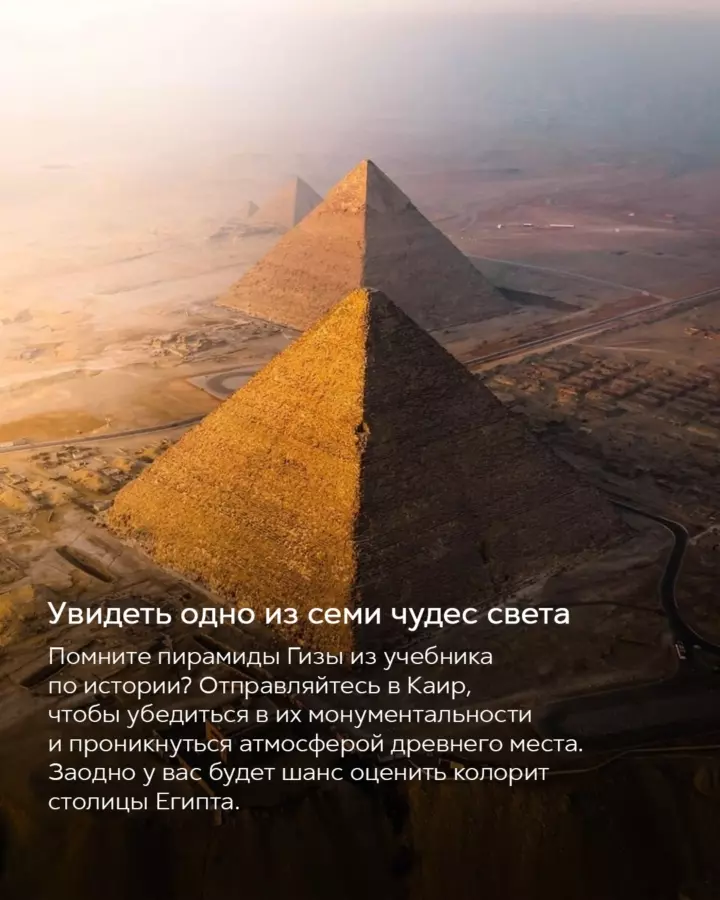 Увидеть одно из семи чудес света
Помните пирамиды Гизы из учебника
по истории? Отправляйтесь в Каир,
чтобы убедиться в их монументальности
и проникнуться атмосферой древнего места.
Заодно у вас будет шанс оценить колорит
столицы Египта.